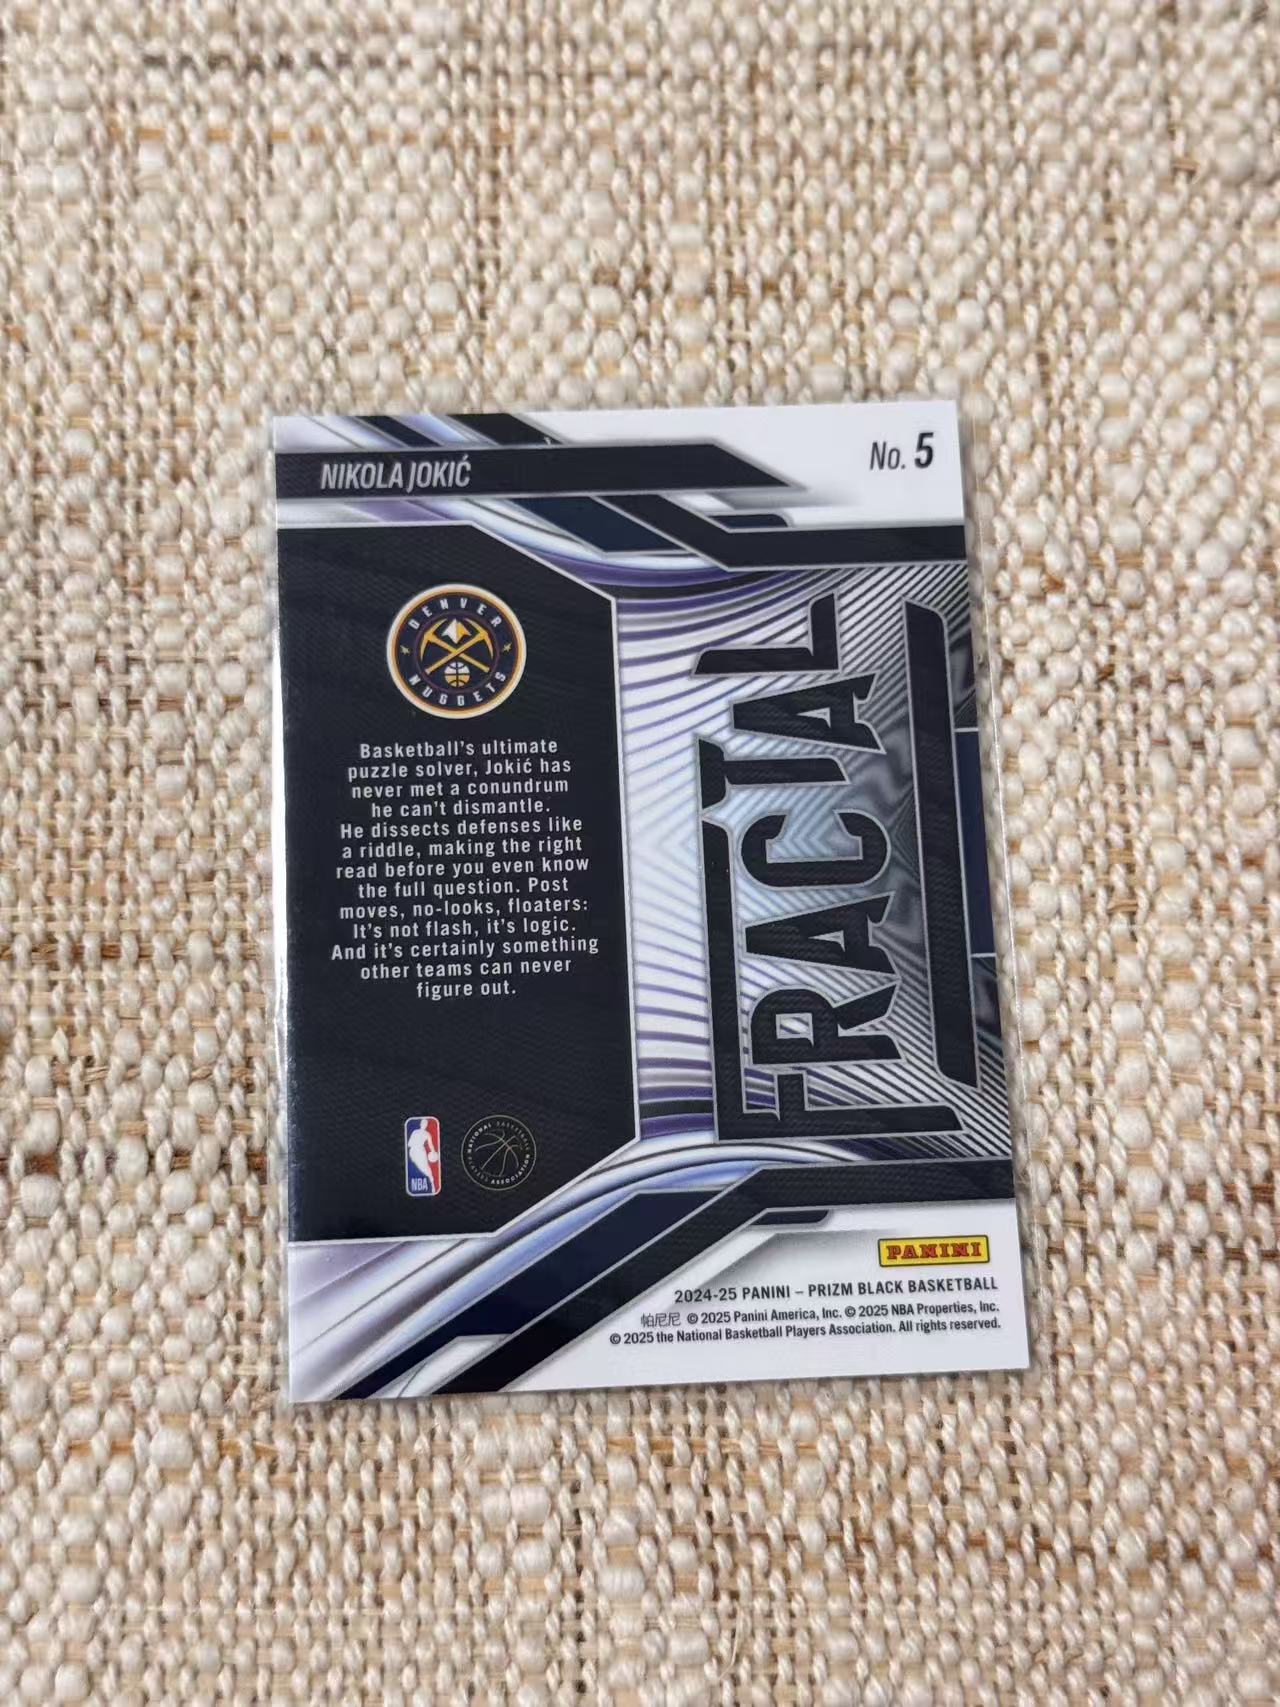 NIKOLA JOKIĆ
No. 5
DENVER
NUGGETS
Basketball's ultimate
puzzle solver, Jokić has
never met a conundrum
he can't dismantle.
He dissects defenses like
a riddle, making the right
read before you even know
the full question. Post
moves, no-looks, floaters:
It's not flash, it's logic.
And it's certainly something
other teams can never
figure out.
FRACTAL
NBA
NATIONAL BASKETBALL
PLAYERS ASSOCIATION
PANINI
2024-25 PANINI – PRIZM BLACK BASKETBALL
帕尼尼 © 2025 Panini America, Inc. © 2025 NBA Properties, Inc.
© 2025 the National Basketball Players Association. All rights reserved.